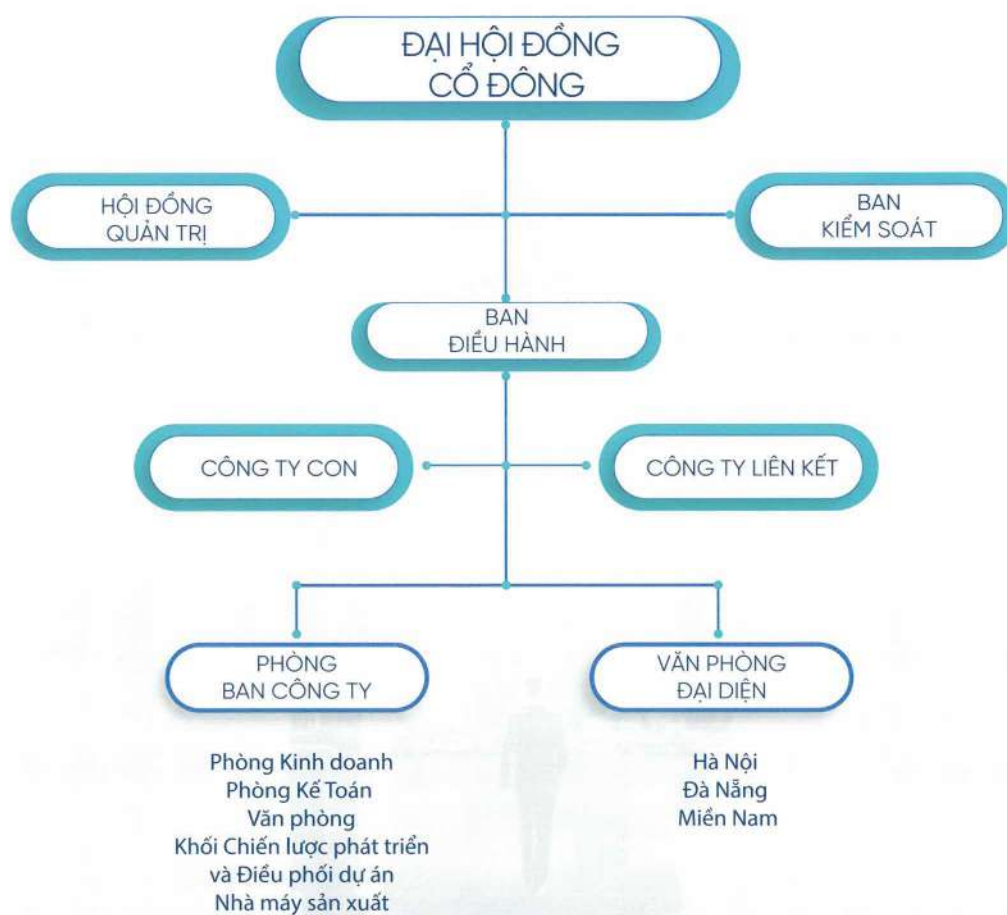 ĐẠI HỘI ĐỒNG
CỔ ĐÔNG
HỘI ĐỒNG
QUẢN TRỊ
BAN
KIỂM SOÁT
BAN
ĐIỀU HÀNH
CÔNG TY CON
CÔNG TY LIÊN KẾT
PHÒNG
BAN CÔNG TY
VĂN PHÒNG
ĐẠI DIỆN
Phòng Kinh doanh
Phòng Kế Toán
Văn phòng
Khối Chiến lược phát triển
và Điều phối dự án
Nhà máy sản xuất
Hà Nội
Đà Nẵng
Miền Nam